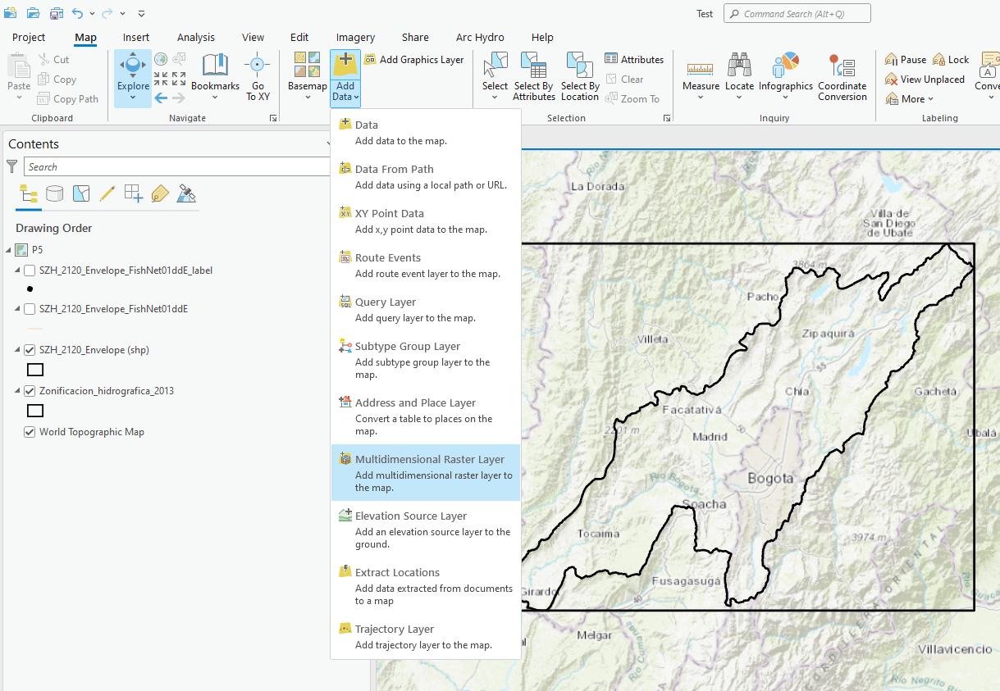 Test
Command Search (Alt+Q)
Project
Map
Insert
Analysis
View
Edit
Imagery
Share
Arc Hydro
Help
Paste
Cut
Copy
Copy Path
Clipboard
Explore
Bookmarks
Go
To XY
Navigate
Basemap
Add
Data
Add Graphics Layer
Select
Select By
Attributes
Select By
Location
Attributes
Clear
Zoom To
Selection
Measure
Locate
Infographics
Coordinate
Conversion
Inquiry
Pause
Lock
View Unplaced
More
Conve
Labeling
Contents
Search
Drawing Order
P5
SZH_2120_Envelope_FishNet01ddE_label
SZH_2120_Envelope_FishNet01ddE
SZH_2120_Envelope (shp)
Zonificacion_hidrografica_2013
World Topographic Map
Data
Add data to the map.
Data From Path
Add data using a local path or URL.
XY Point Data
Add x,y point data to the map.
Route Events
Add route event layer to the map.
Query Layer
Add query layer to the map.
Subtype Group Layer
Add subtype group layer to the
map.
Address and Place Layer
Convert a table to places on the
map.
Multidimensional Raster Layer
Add multidimensional raster layer to
the map.
Elevation Source Layer
Add an elevation source layer to the
ground.
Extract Locations
Add data extracted from documents
to a map
Trajectory Layer
Add trajectory layer to the map.
La Dorada
Villa de
San Diego
de Ubate
3864 m
Pacho
Villeta
Zipaquirá
55
Chía
Gachetá
Facatativá
2201 m
50
Madrid
Ubalá
Bogota
Río Bogotá
Soacha
Tocaima
3974 m
Fusagasugá
Girardo
40
Melgar
Villavicencio
CORDILLERA ORIENTAL
Río Negrito